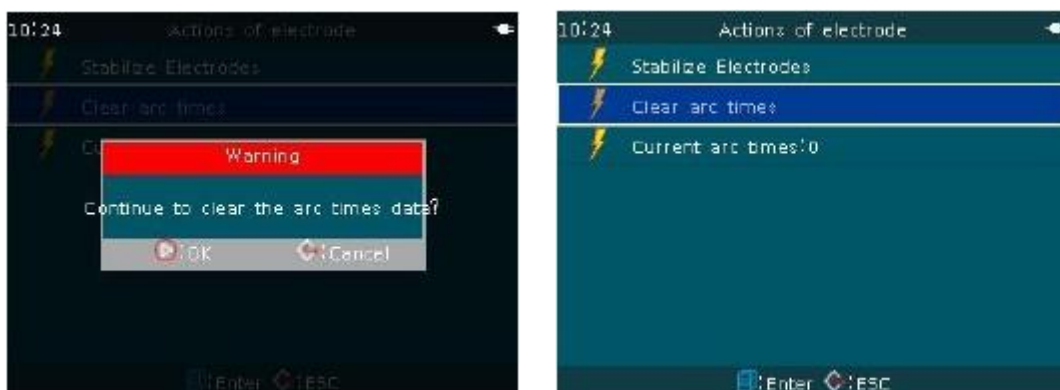 10:24 Actions of electrode
Stabilize Electrodes
Clear arc times
Warning
Continue to clear the arc times data?
:OK :Cancel
:Enter :ESC
10:24 Actions of electrode
Stabilize Electrodes
Clear arc times
Current arc times:0
:Enter :ESC